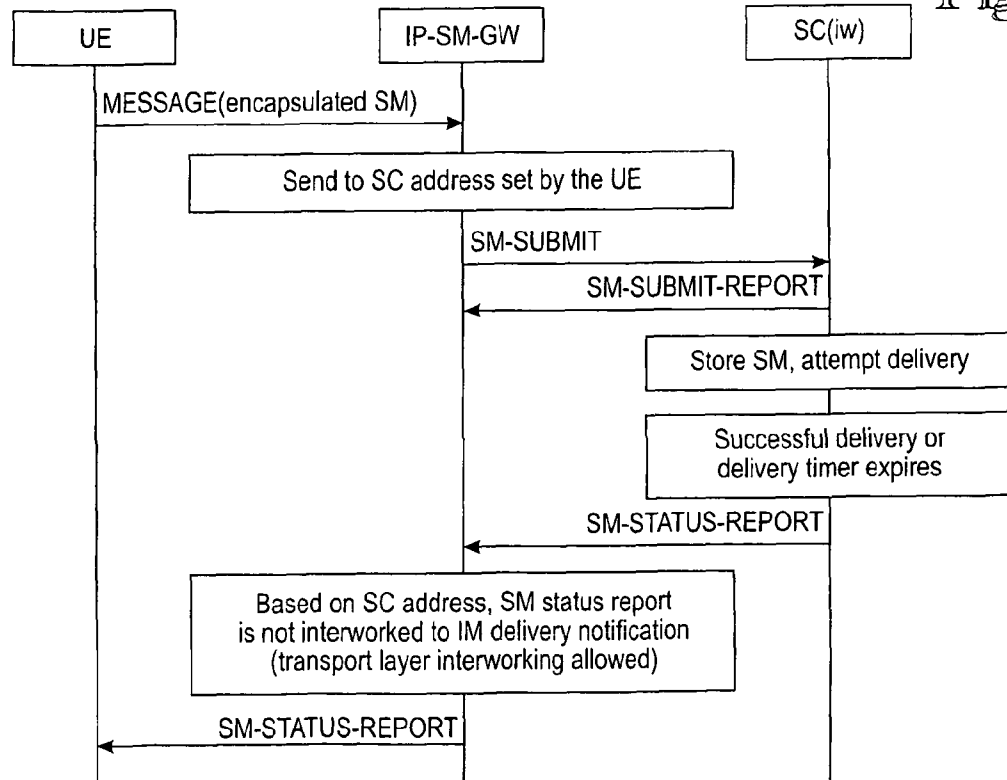 UE
IP-SM-GW
SC(iw)
MESSAGE(encapsulated SM)
Send to SC address set by the UE
SM-SUBMIT
SM-SUBMIT-REPORT
Store SM, attempt delivery
Successful delivery or
delivery timer expires
SM-STATUS-REPORT
Based on SC address, SM status report
is not interworked to IM delivery notification
(transport layer interworking allowed)
SM-STATUS-REPORT